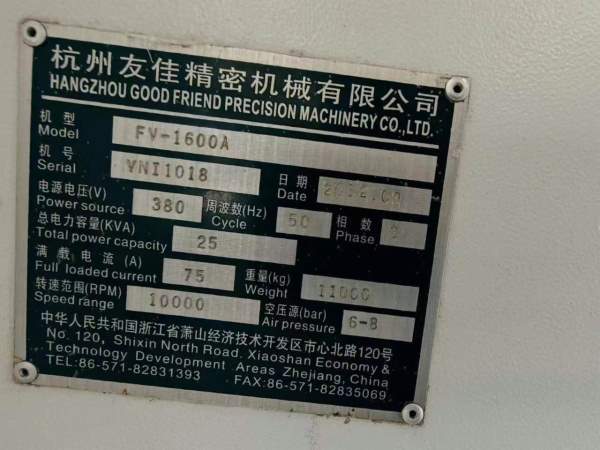 杭州友佳精密机械有限公司
HANGZHOU GOOD FRIEND PRECISION MACHINERY CO.,LTD.
机型 Model FV-1600A
机号 Serial VNI1018 日期 Date
电源电压(V) Power source 380 周波数(Hz) Cycle 50 相数 Phase
总电力容量(KVA) Total power capacity 25
满载电流(A) Full loaded current 75 重量(kg) Weight 11000
转速范围(RPM) Speed range 10000 空压源(bar) Air pressure 6-8
中华人民共和国浙江省萧山经济技术开发区市心北路120号
No. 120, Shixin North Road, Xiaoshan Economy &
Technology Development Areas Zhejiang, China
TEL:86-571-82831393 FAX:86-571-82835069